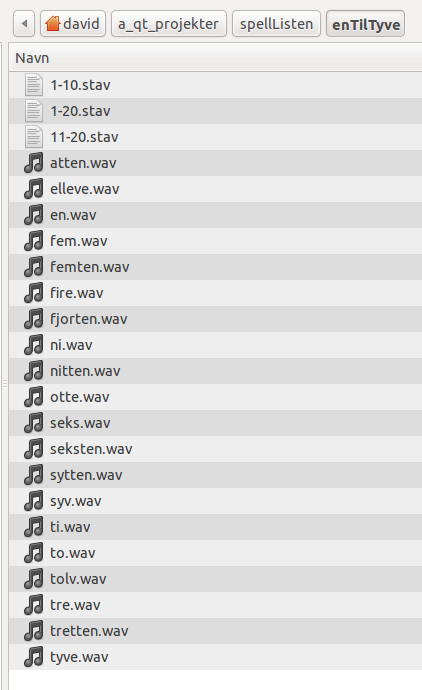 david a_qt_projekter spellListen enTilTyve
Navn
1-10.stav
1-20.stav
11-20.stav
atten.wav
elleve.wav
en.wav
fem.wav
femten.wav
fire.wav
fjorten.wav
ni.wav
nitten.wav
otte.wav
seks.wav
seksten.wav
sytten.wav
syv.wav
ti.wav
to.wav
tolv.wav
tre.wav
tretten.wav
tyve.wav